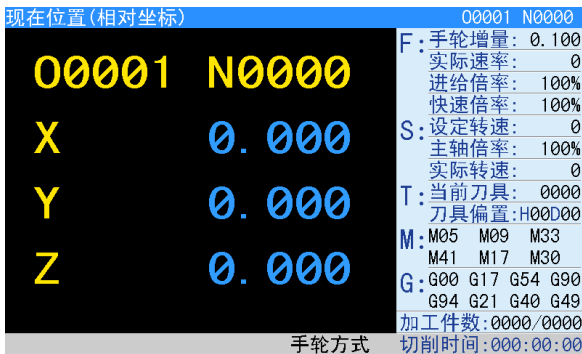 现在位置(相对坐标) O0001 N0000
O0001 N0000
X 0.000
Y 0.000
Z 0.000
F: 手轮增量: 0.100
实际速率: 0
进给倍率: 100%
快速倍率: 100%
S: 设定转速: 0
主轴倍率: 100%
实际转速: 0
T: 当前刀具: 0000
刀具偏置:H00D00
M: M05 M09 M33
M41 M17 M30
G: G00 G17 G54 G90
G94 G21 G40 G49
加工件数:0000/0000
手轮方式 切削时间:000:00:00